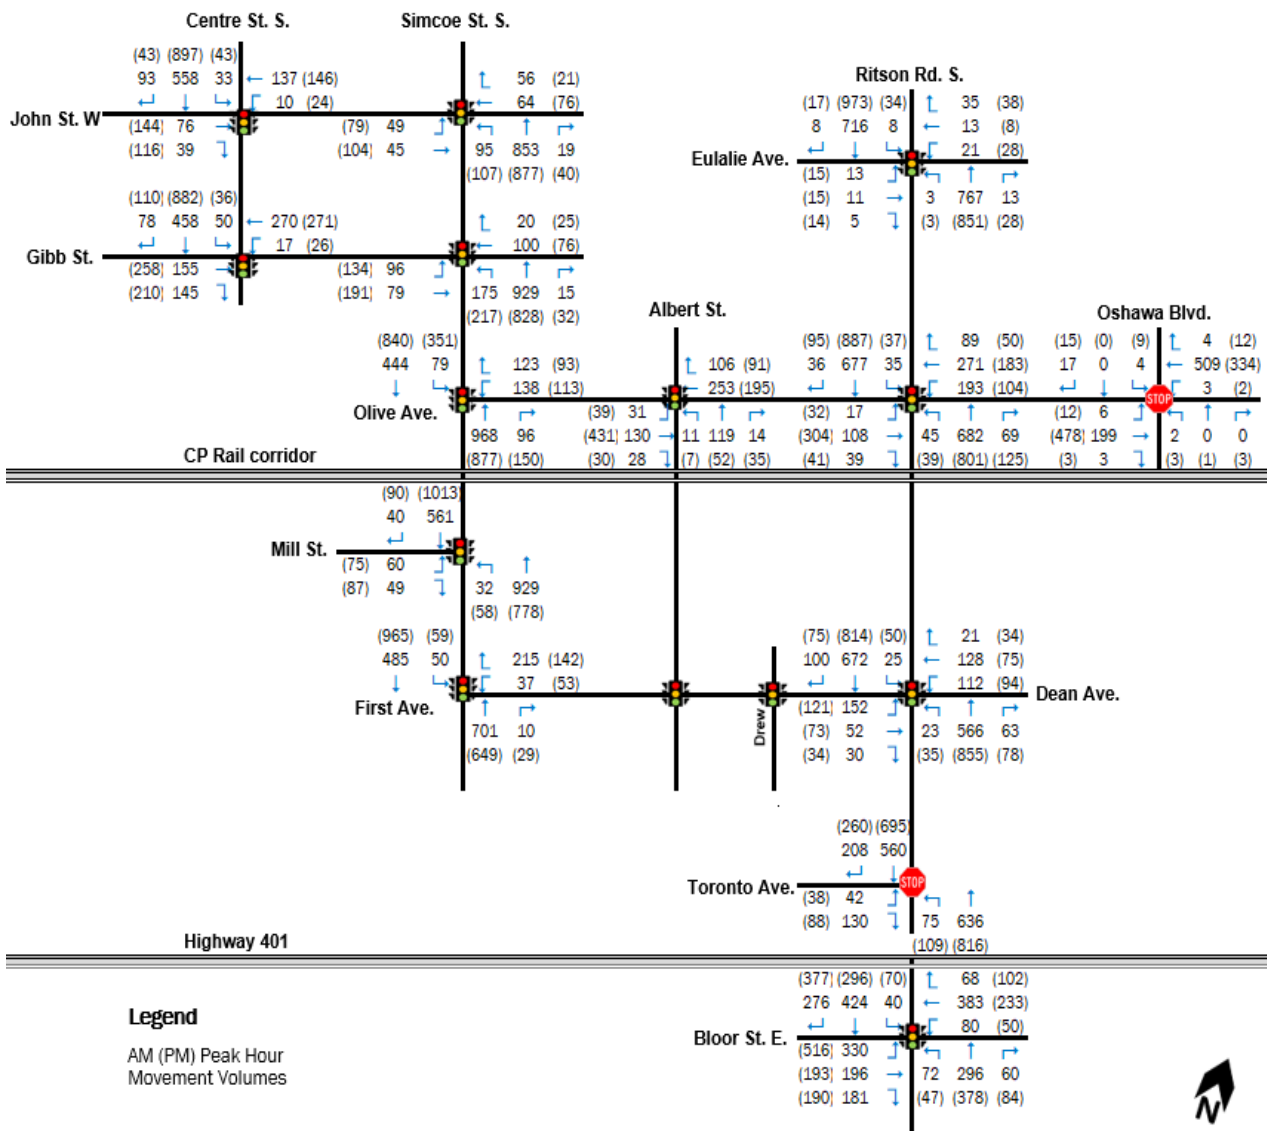 Centre St. S. Simcoe St. S.
(43) (897) (43)
93 558 33 137 (146)
10 (24)
John St. W
(144) 76
(116) 39
56 (21)
64 (76)
(79) 49
(104) 45 95 853 19
(107) (877) (40)
Ritson Rd. S.
(17) (973) (34) 35 (38)
8 716 8 13 (8)
21 (28)
Eulalie Ave.
(15) 13
(15) 11 3 767 13
(14) 5 (3) (851) (28)
(110) (882) (36)
78 458 50 270 (271)
17 (26)
Gibb St.
(258) 155
(210) 145
20 (25)
100 (76)
(134) 96
(191) 79 175 929 15
(217) (828) (32)
Albert St.
Oshawa Blvd.
(840) (351)
444 79 123 (93)
138 (113)
Olive Ave.
968 96
(877) (150)
106 (91)
253 (195)
(39) 31
(431) 130 11 119 14
(30) 28 (7) (52) (35)
(95) (887) (37) 89 (50)
36 677 35 271 (183)
193 (104)
(32) 17
(304) 108 45 682 69
(41) 39 (39) (801) (125)
(15) (0) (9) 4 (12)
17 0 4 509 (334)
3 (2)
STOP
(12) 6
(478) 199 2 0 0
(3) 3 (3) (1) (3)
CP Rail corridor
(90) (1013)
40 561
Mill St.
(75) 60
(87) 49 32 929
(58) (778)
(965) (59)
485 50 215 (142)
37 (53)
First Ave.
701 10
(649) (29)
Drew
(75) (814) (50) 21 (34)
100 672 25 128 (75)
112 (94)
Dean Ave.
(121) 152
(73) 52 23 566 63
(34) 30 (35) (855) (78)
(260) (695)
208 560
Toronto Ave.
STOP
(38) 42
(88) 130 75 636
(109) (816)
Highway 401
(377) (296) (70) 68 (102)
276 424 40 383 (233)
80 (50)
Bloor St. E.
(516) 330
(193) 196 72 296 60
(190) 181 (47) (378) (84)
Legend
AM (PM) Peak Hour
Movement Volumes
N